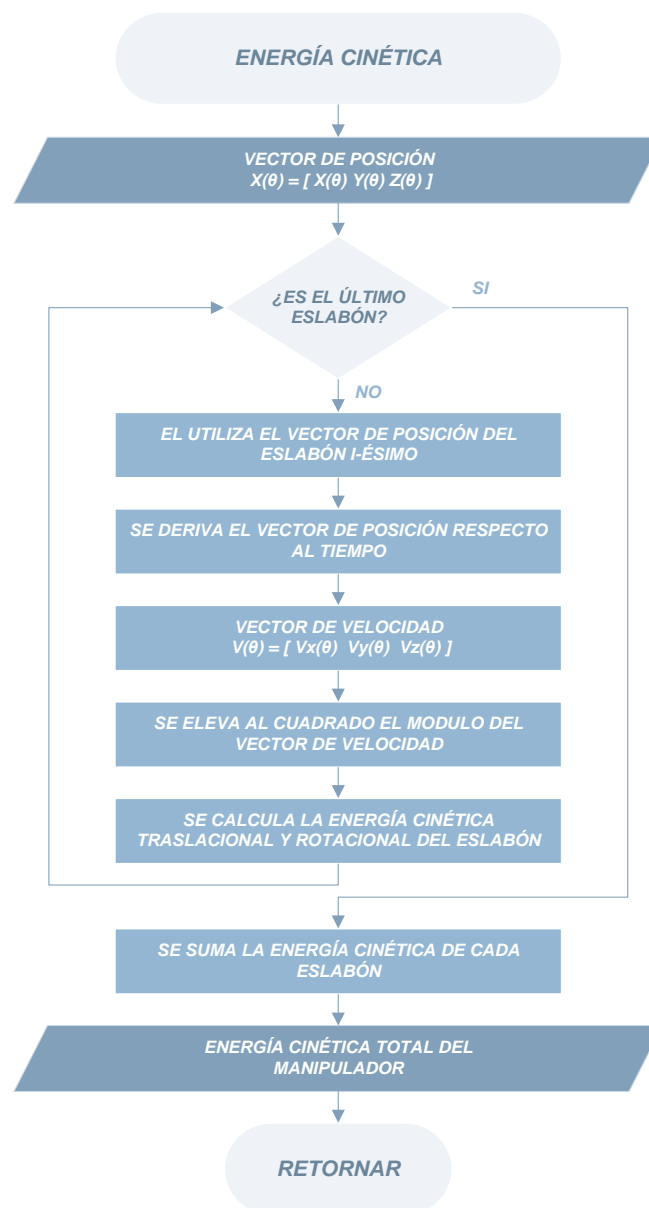 ENERGÍA CINÉTICA
VECTOR DE POSICIÓN
X(θ) = [ X(θ) Y(θ) Z(θ) ]
¿ES EL ÚLTIMO
ESLABÓN?
SI
NO
EL UTILIZA EL VECTOR DE POSICIÓN DEL
ESLABÓN I-ÉSIMO
SE DERIVA EL VECTOR DE POSICIÓN RESPECTO
AL TIEMPO
VECTOR DE VELOCIDAD
V(θ) = [ Vx(θ) Vy(θ) Vz(θ) ]
SE ELEVA AL CUADRADO EL MODULO DEL
VECTOR DE VELOCIDAD
SE CALCULA LA ENERGÍA CINÉTICA
TRASLACIONAL Y ROTACIONAL DEL ESLABÓN
SE SUMA LA ENERGÍA CINÉTICA DE CADA
ESLABÓN
ENERGÍA CINÉTICA TOTAL DEL
MANIPULADOR
RETORNAR